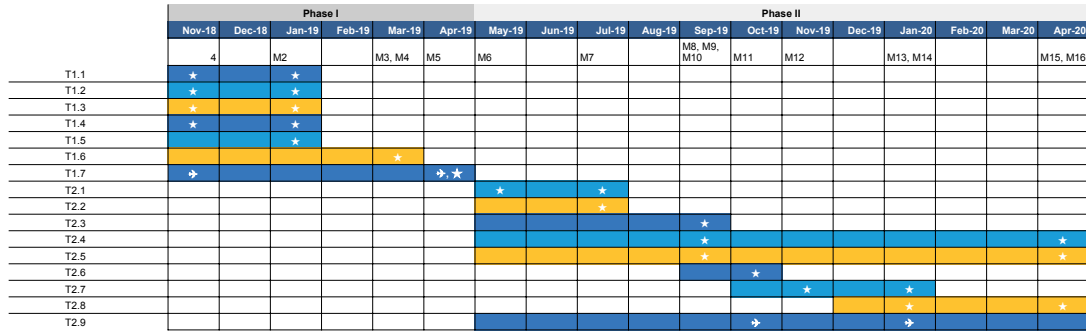 Phase I Phase II
Nov-18 Dec-18 Jan-19 Feb-19 Mar-19 Apr-19 May-19 Jun-19 Jul-19 Aug-19 Sep-19 Oct-19 Nov-19 Dec-19 Jan-20 Feb-20 Mar-20 Apr-20
M8, M9,
4 M2 M3, M4 M5 M6 M7 M10 M11 M12 M13, M14 M15, M16
T1.1 ★ ★
T1.2 ★ ★
T1.3 ★ ★
T1.4 ★ ★
T1.5 ★
T1.6 ★
T1.7 ✈ ✈, ★
T2.1 ★ ★
T2.2 ★
T2.3 ★
T2.4 ★ ★
T2.5 ★ ★
T2.6 ★
T2.7 ★ ★
T2.8 ★ ★
T2.9 ✈ ✈